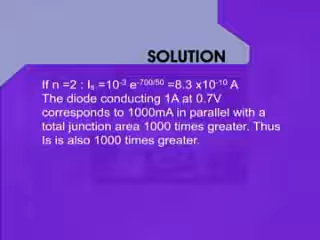 SOLUTION
If n =2 : Iₛ =10⁻³ e⁻⁷⁰⁰/⁵⁰ =8.3 x10⁻¹⁰ A
The diode conducting 1A at 0.7V
corresponds to 1000mA in parallel with a
total junction area 1000 times greater. Thus
Is is also 1000 times greater.